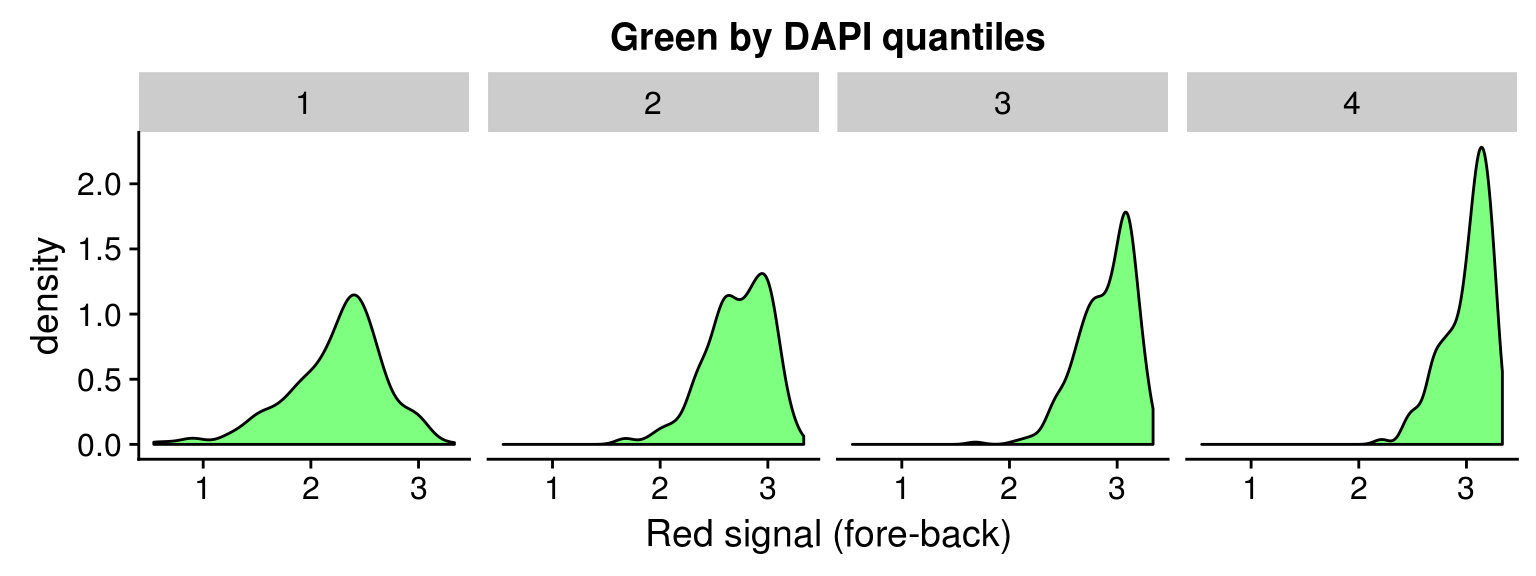 Green by DAPI quantiles
1 2 3 4
density
2.0
1.5
1.0
0.5
0.0
1 2 3 1 2 3 1 2 3 1 2 3
Red signal (fore-back)